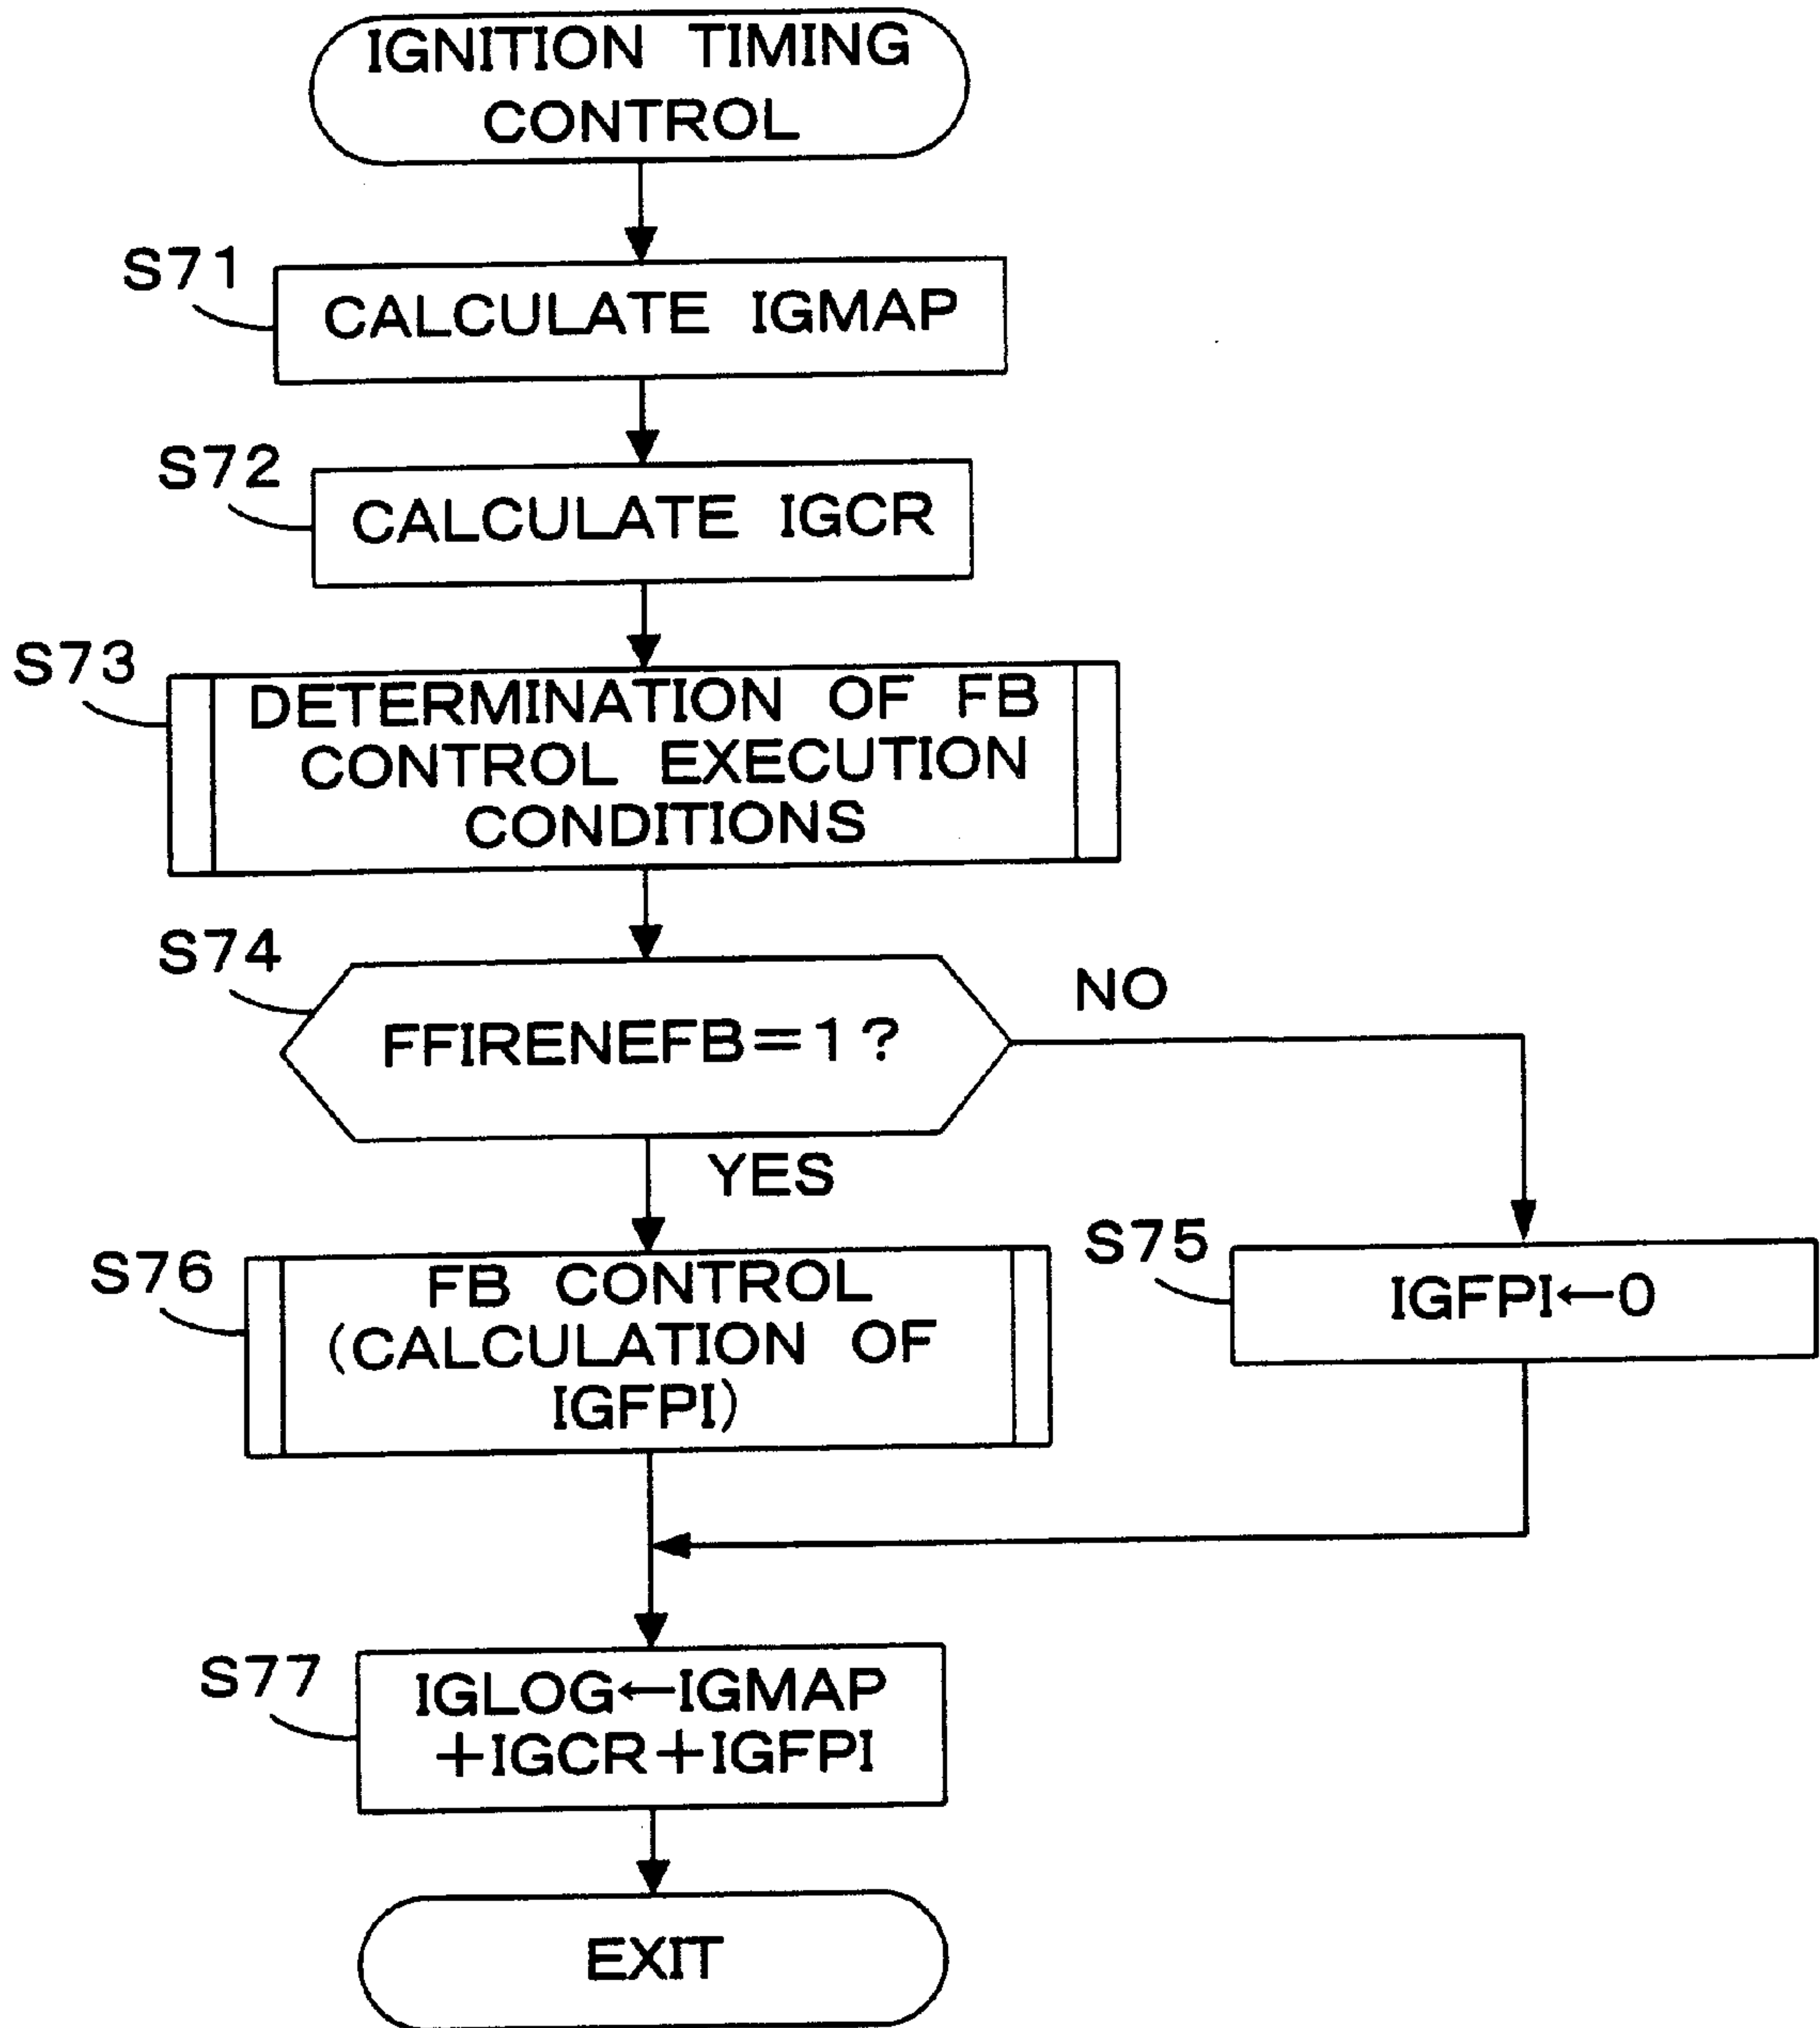 IGNITION TIMING
CONTROL
S71
CALCULATE IGMAP
S72
CALCULATE IGCR
S73
DETERMINATION OF FB
CONTROL EXECUTION
CONDITIONS
S74
FFIRENEFB=1?
NO
YES
S76
FB CONTROL
(CALCULATION OF
IGFPI)
S75
IGFPI←0
S77
IGLOG←IGMAP
+IGCR+IGFPI
EXIT